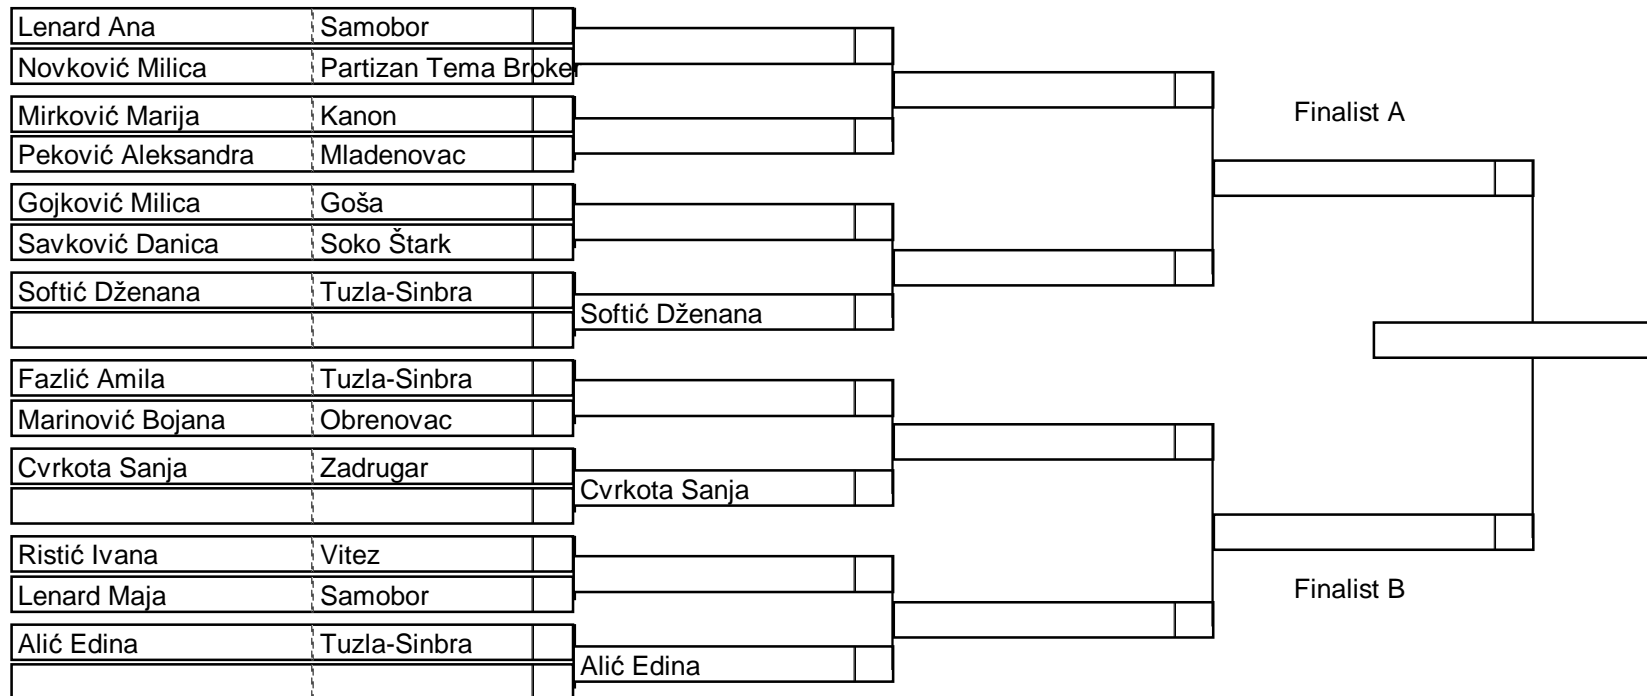 Lenard Ana Samobor
Novković Milica Partizan Tema Broker
Mirković Marija Kanon
Finalist A
Peković Aleksandra Mladenovac
Gojković Milica Goša
Savković Danica Soko Štark
Softić Dženana Tuzla-Sinbra
Softić Dženana
Fazlić Amila Tuzla-Sinbra
Marinović Bojana Obrenovac
Cvrkota Sanja Zadrugar
Cvrkota Sanja
Ristić Ivana Vitez
Lenard Maja Samobor
Finalist B
Alić Edina Tuzla-Sinbra
Alić Edina